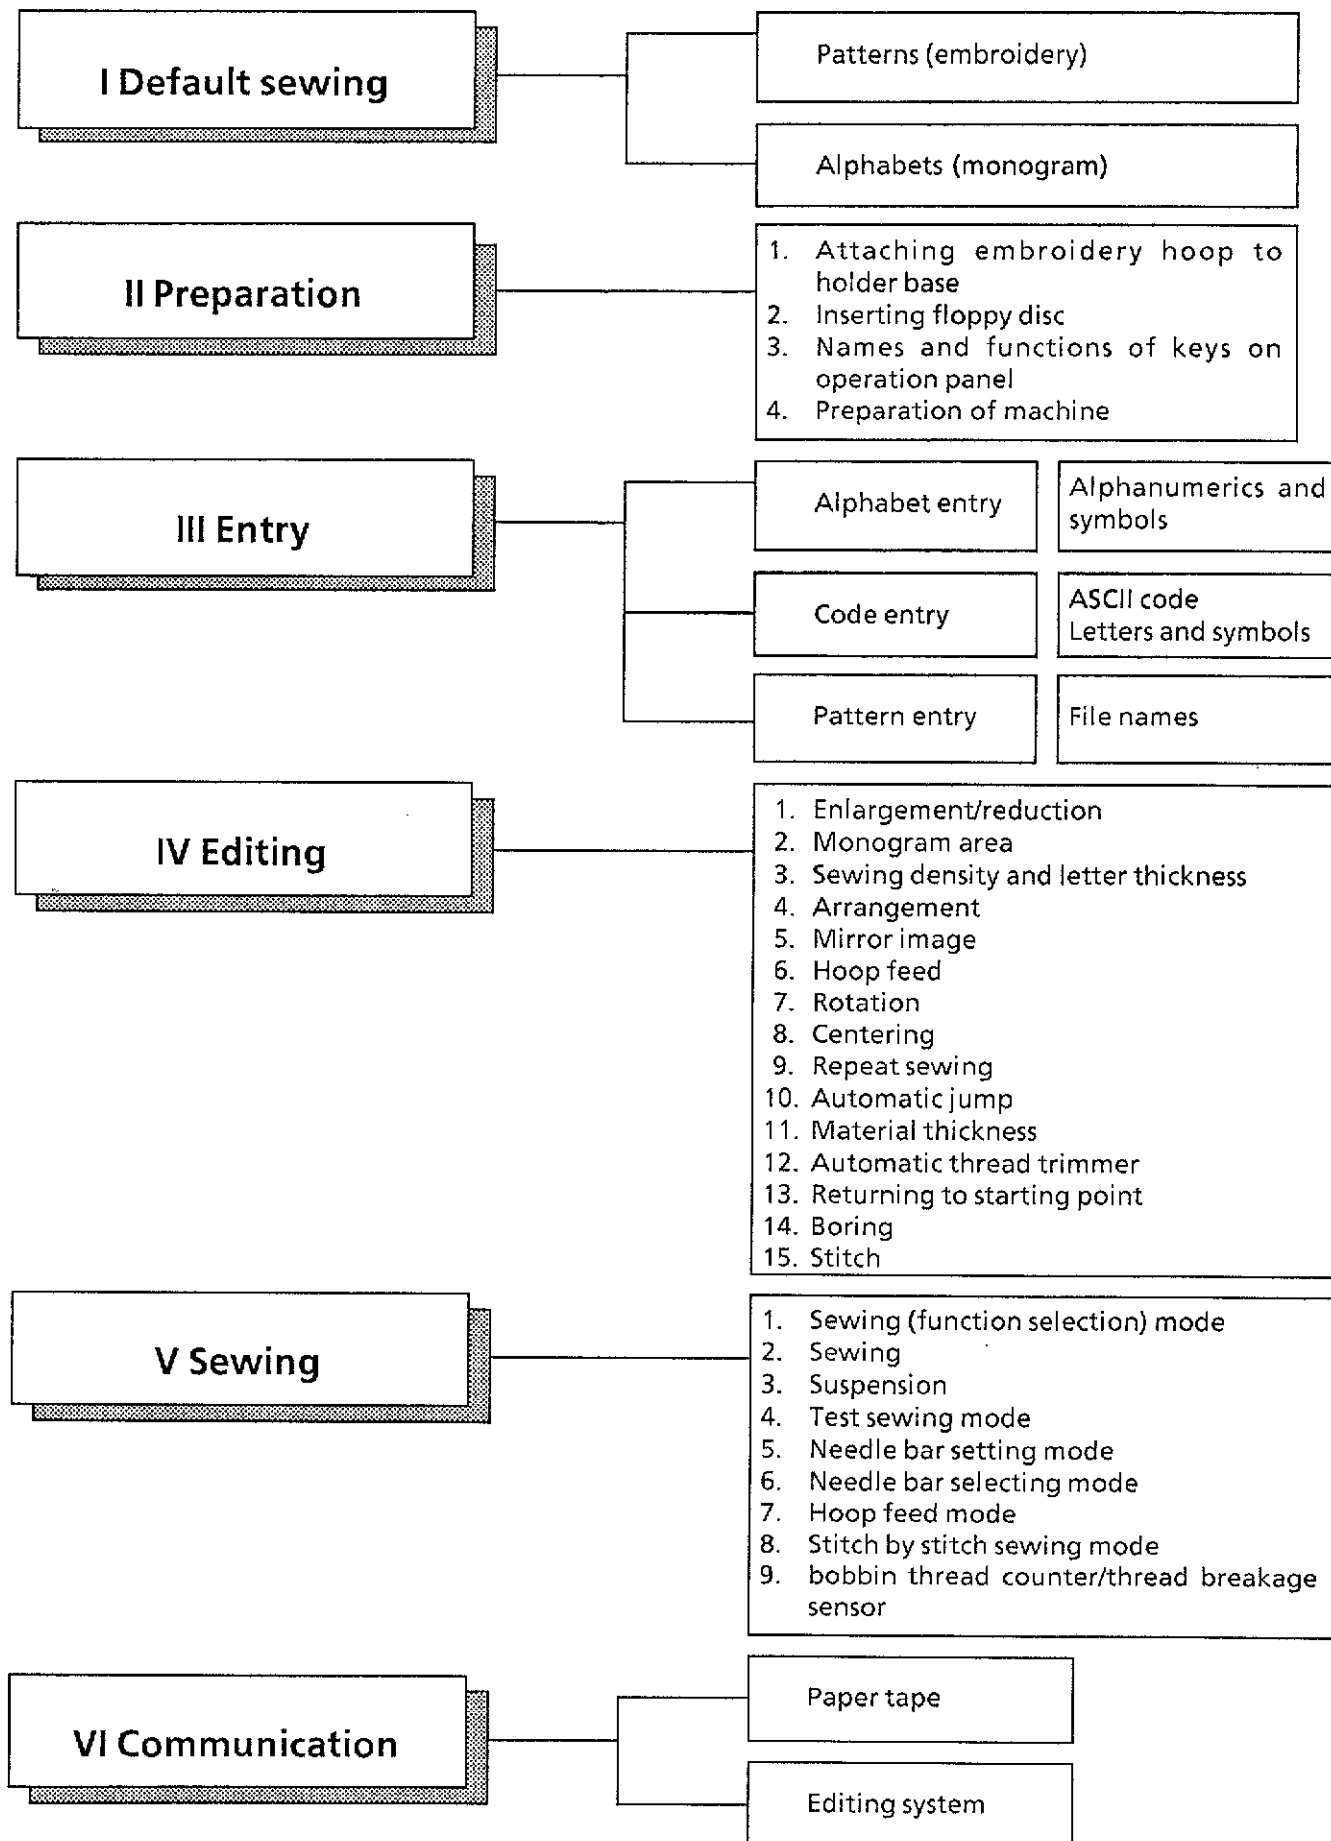 I Default sewing
Patterns (embroidery)
Alphabets (monogram)
II Preparation
1. Attaching embroidery hoop to
holder base
2. Inserting floppy disc
3. Names and functions of keys on
operation panel
4. Preparation of machine
III Entry
Alphabet entry
Alphanumerics and
symbols
Code entry
ASCII code
Letters and symbols
Pattern entry
File names
IV Editing
1. Enlargement/reduction
2. Monogram area
3. Sewing density and letter thickness
4. Arrangement
5. Mirror image
6. Hoop feed
7. Rotation
8. Centering
9. Repeat sewing
10. Automatic jump
11. Material thickness
12. Automatic thread trimmer
13. Returning to starting point
14. Boring
15. Stitch
V Sewing
1. Sewing (function selection) mode
2. Sewing
3. Suspension
4. Test sewing mode
5. Needle bar setting mode
6. Needle bar selecting mode
7. Hoop feed mode
8. Stitch by stitch sewing mode
9. bobbin thread counter/thread breakage
sensor
VI Communication
Paper tape
Editing system